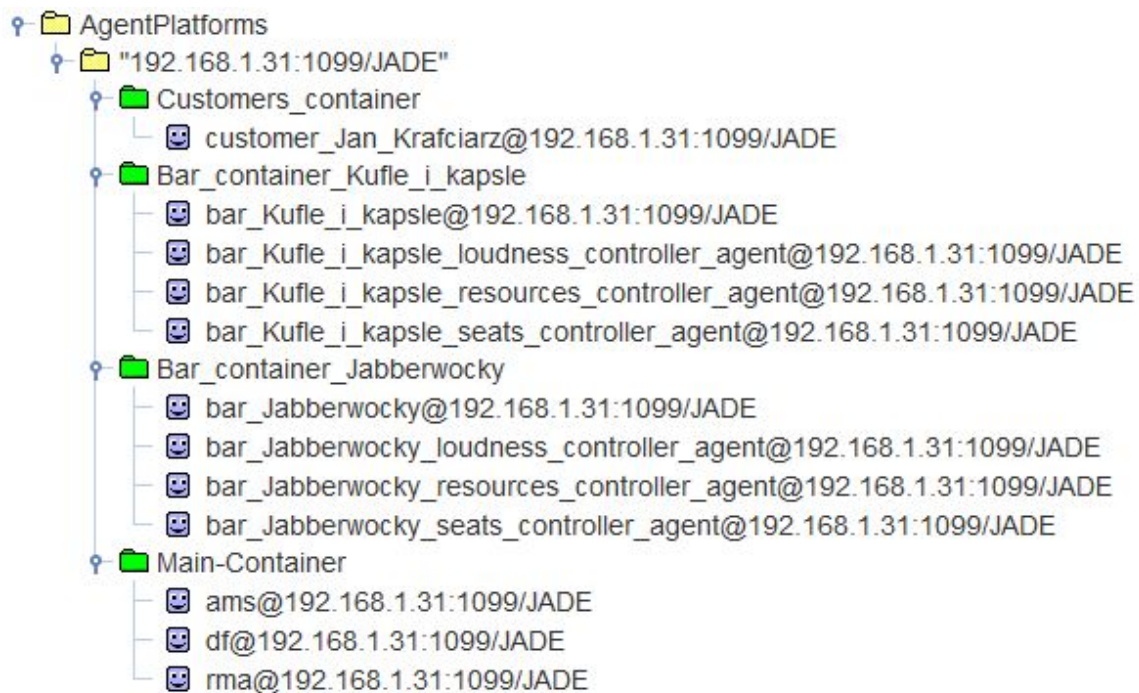 AgentPlatforms
"192.168.1.31:1099/JADE"
Customers_container
customer_Jan_Krafciarz@192.168.1.31:1099/JADE
Bar_container_Kufle_i_kapsle
bar_Kufle_i_kapsle@192.168.1.31:1099/JADE
bar_Kufle_i_kapsle_loudness_controller_agent@192.168.1.31:1099/JADE
bar_Kufle_i_kapsle_resources_controller_agent@192.168.1.31:1099/JADE
bar_Kufle_i_kapsle_seats_controller_agent@192.168.1.31:1099/JADE
Bar_container_Jabberwocky
bar_Jabberwocky@192.168.1.31:1099/JADE
bar_Jabberwocky_loudness_controller_agent@192.168.1.31:1099/JADE
bar_Jabberwocky_resources_controller_agent@192.168.1.31:1099/JADE
bar_Jabberwocky_seats_controller_agent@192.168.1.31:1099/JADE
Main-Container
ams@192.168.1.31:1099/JADE
df@192.168.1.31:1099/JADE
rma@192.168.1.31:1099/JADE